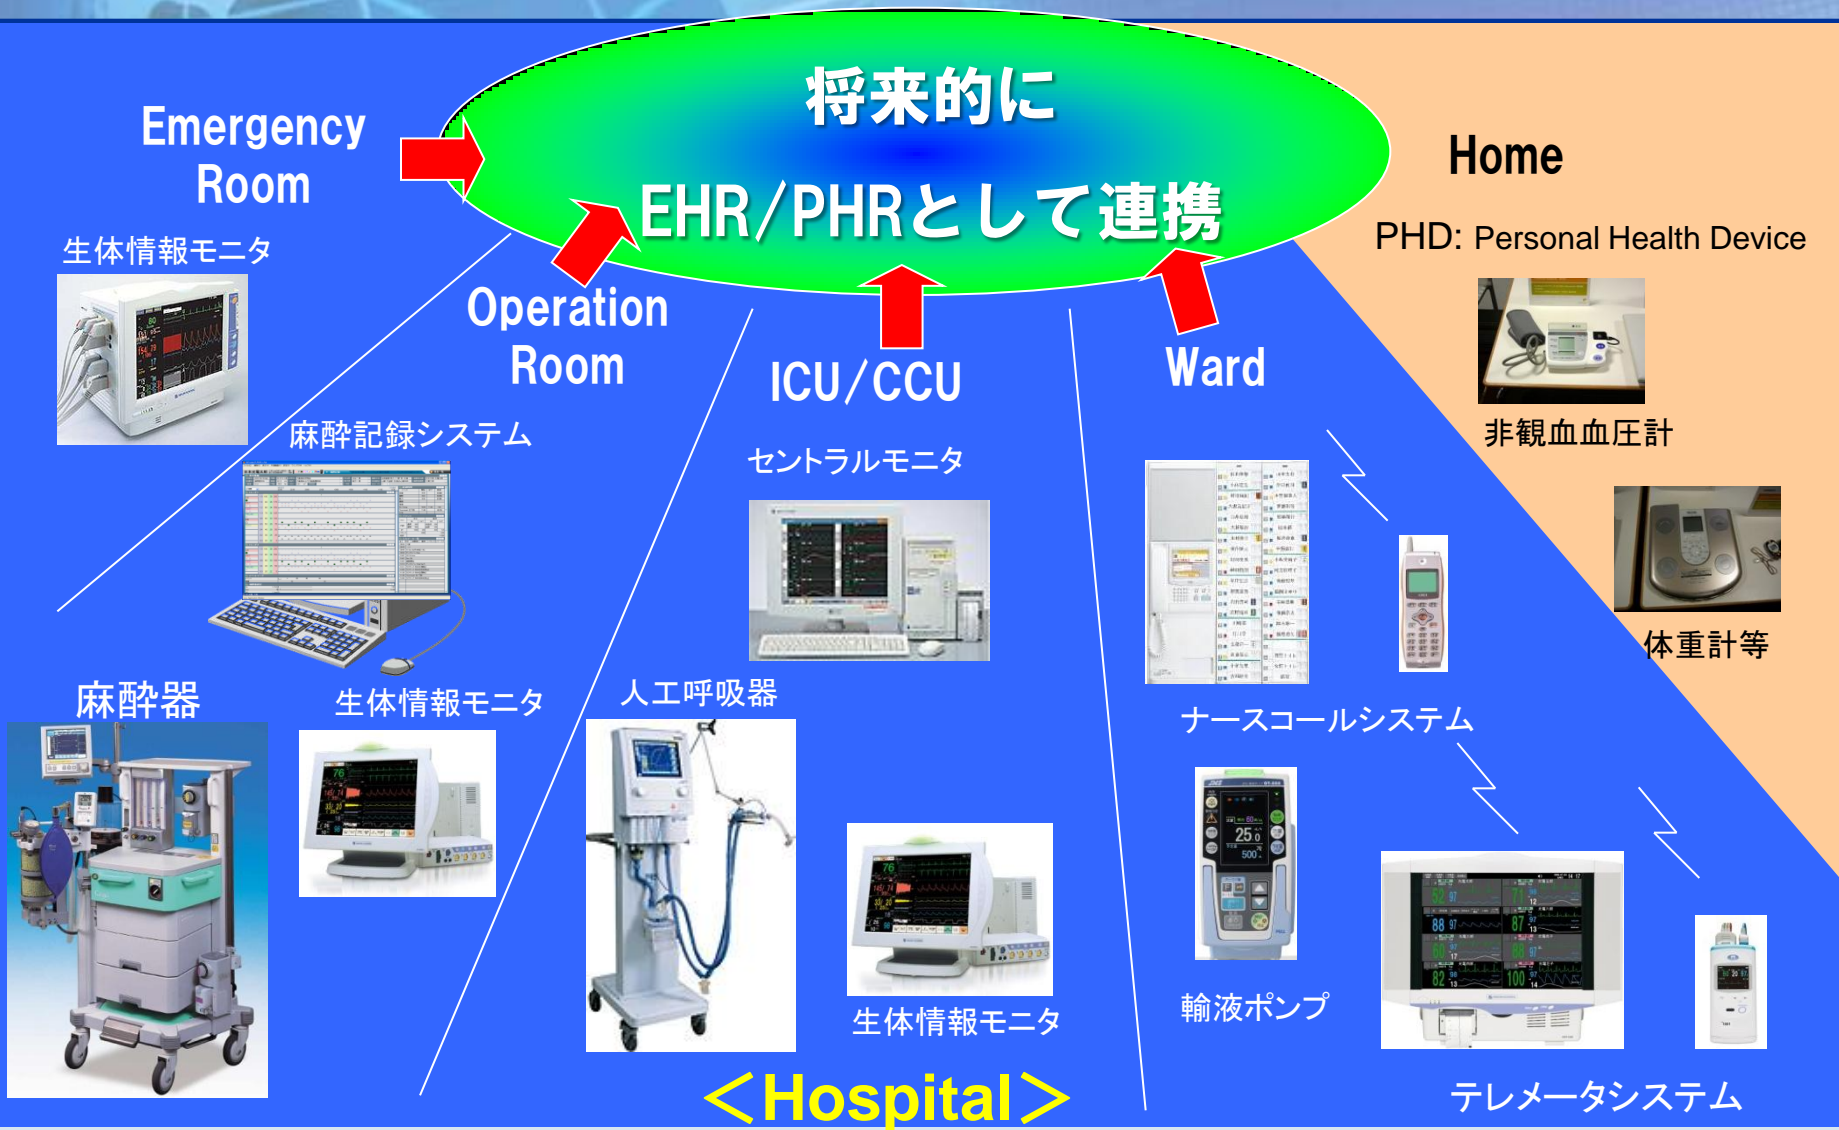 将来的に
EHR/PHRとして連携
Emergency
Room
生体情報モニタ
Operation
Room
麻酔記録システム
麻酔器
生体情報モニタ
ICU/CCU
セントラルモニタ
人工呼吸器
生体情報モニタ
Ward
ナースコールシステム
輸液ポンプ
テレメータシステム
Home
PHD: Personal Health Device
非観血血圧計
体重計等
＜Hospital＞